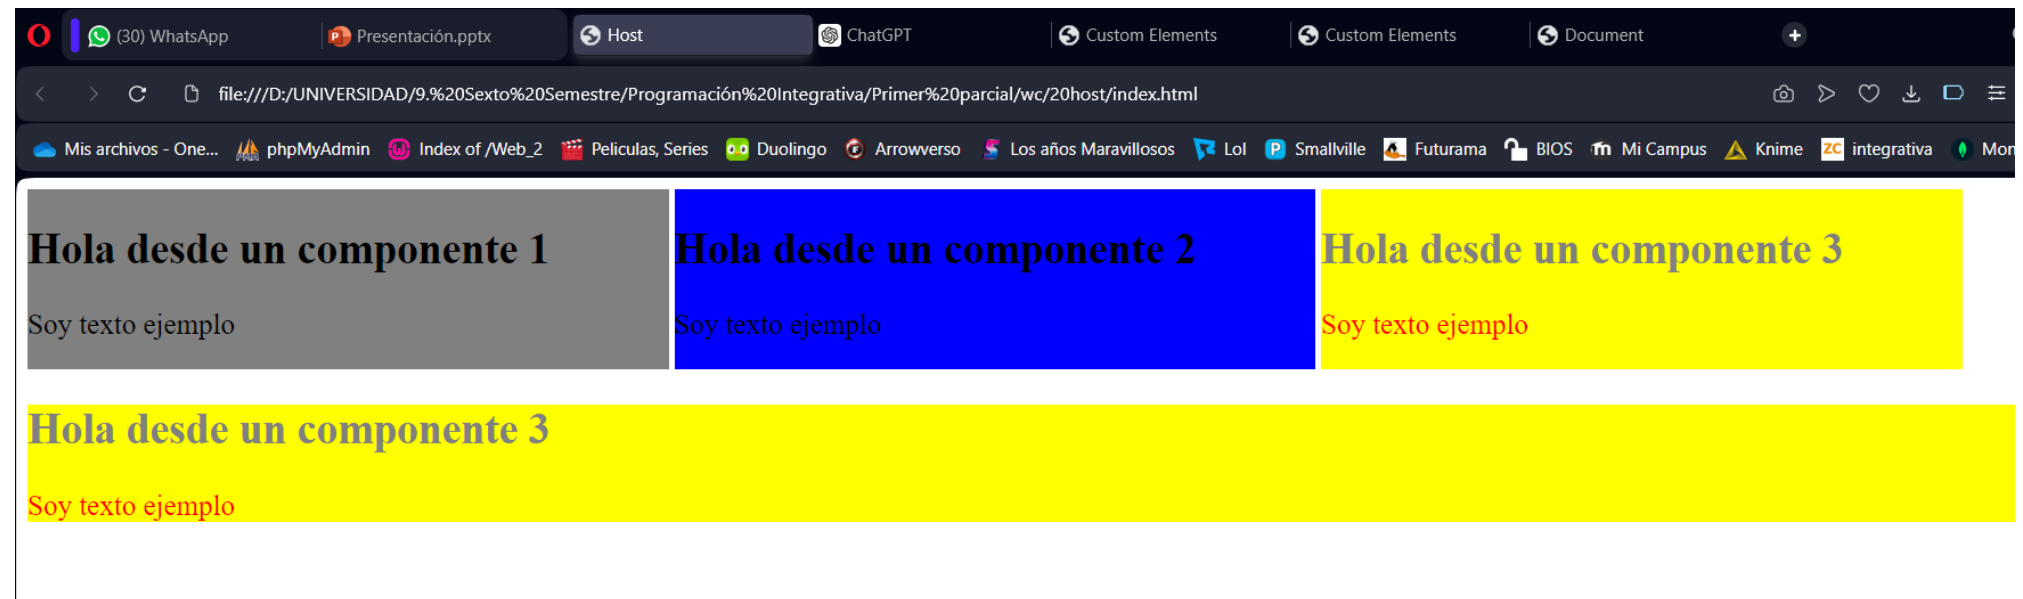 (30) WhatsApp Presentación.pptx Host ChatGPT Custom Elements Custom Elements Document
file:///D:/UNIVERSIDAD/9.%20Sexto%20Semestre/Programación%20Integrativa/Primer%20parcial/wc/20host/index.html
Mis archivos - One... phpMyAdmin Index of /Web_2 Peliculas, Series Duolingo Arrowverso Los años Maravillosos Lol Smallville Futurama BIOS Mi Campus Knime ZC integrativa Mon
Hola desde un componente 1 Hola desde un componente 2 Hola desde un componente 3
Soy texto ejemplo Soy texto ejemplo Soy texto ejemplo
Hola desde un componente 3
Soy texto ejemplo